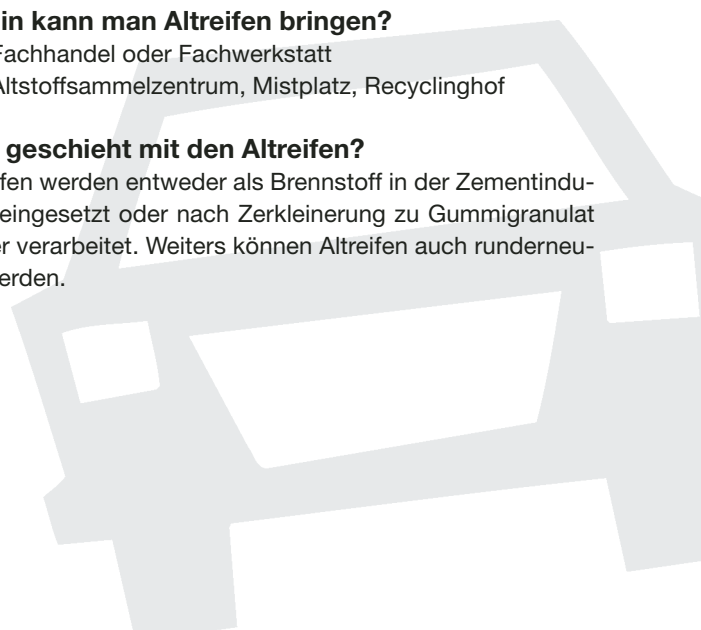 in kann man Altreifen bringen?
Fachhandel oder Fachwerkstatt
Altstoffsammelzentrum, Mistplatz, Recyclinghof
geschieht mit den Altreifen?
fen werden entweder als Brennstoff in der Zementindu-
eingesetzt oder nach Zerkleinerung zu Gummigranulat
er verarbeitet. Weiters können Altreifen auch runderneu-
erden.